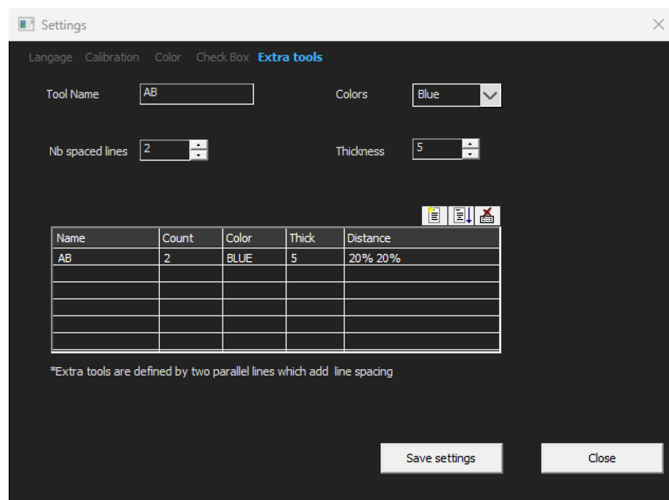 Settings
Langage Calibration Color Check Box Extra tools
Tool Name AB Colors Blue
Nb spaced lines 2 Thickness 5
Name Count Color Thick Distance
AB 2 BLUE 5 20% 20%
*Extra tools are defined by two parallel lines which add line spacing
Save settings Close